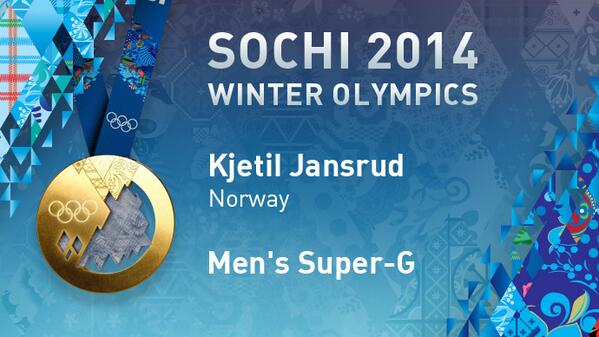 SOCHI 2014
WINTER OLYMPICS
Kjetil Jansrud
Norway
Men's Super-G